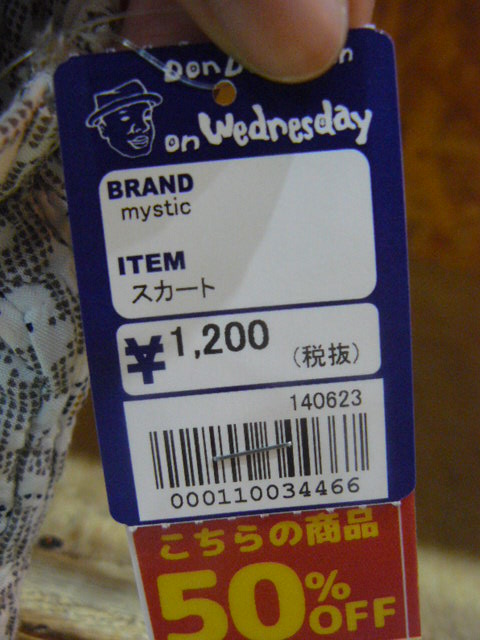 Don
on Wednesday
BRAND
mystic
ITEM
スカート
¥1,200 (税抜)
140623
000110034466
こちらの商品
50%
OFF